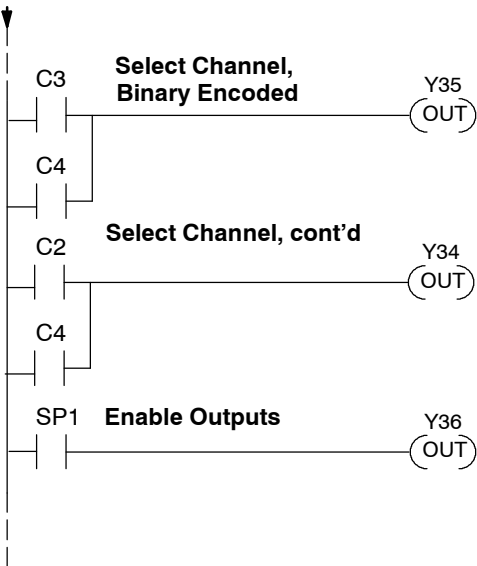 C3
Select Channel,
Binary Encoded
Y35
OUT
C4
Select Channel, cont’d
C2
Y34
OUT
C4
SP1
Enable Outputs
Y36
OUT